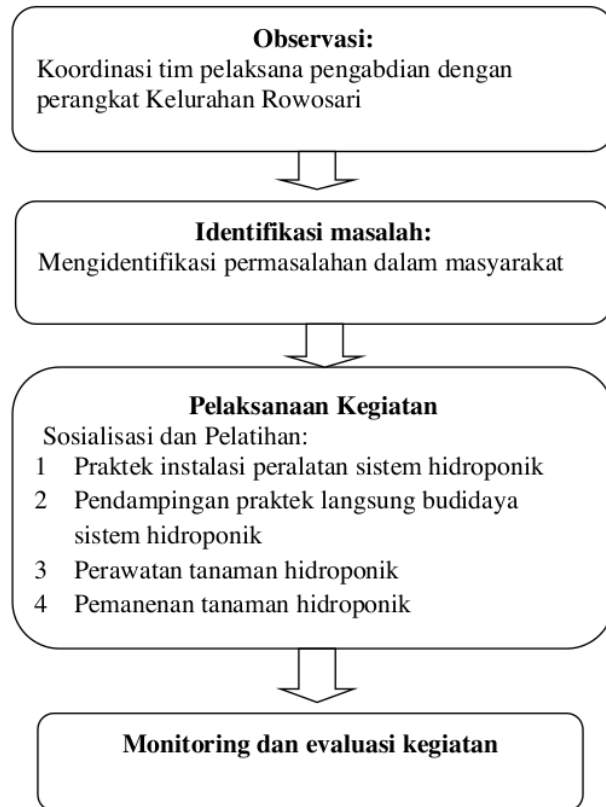 Observasi:
Koordinasi tim pelaksana pengabdian dengan
perangkat Kelurahan Rowosari
Identifikasi masalah:
Mengidentifikasi permasalahan dalam masyarakat
Pelaksanaan Kegiatan
Sosialisasi dan Pelatihan:
1 Praktek instalasi peralatan sistem hidroponik
2 Pendampingan praktek langsung budidaya
sistem hidroponik
3 Perawatan tanaman hidroponik
4 Pemanenan tanaman hidroponik
Monitoring dan evaluasi kegiatan